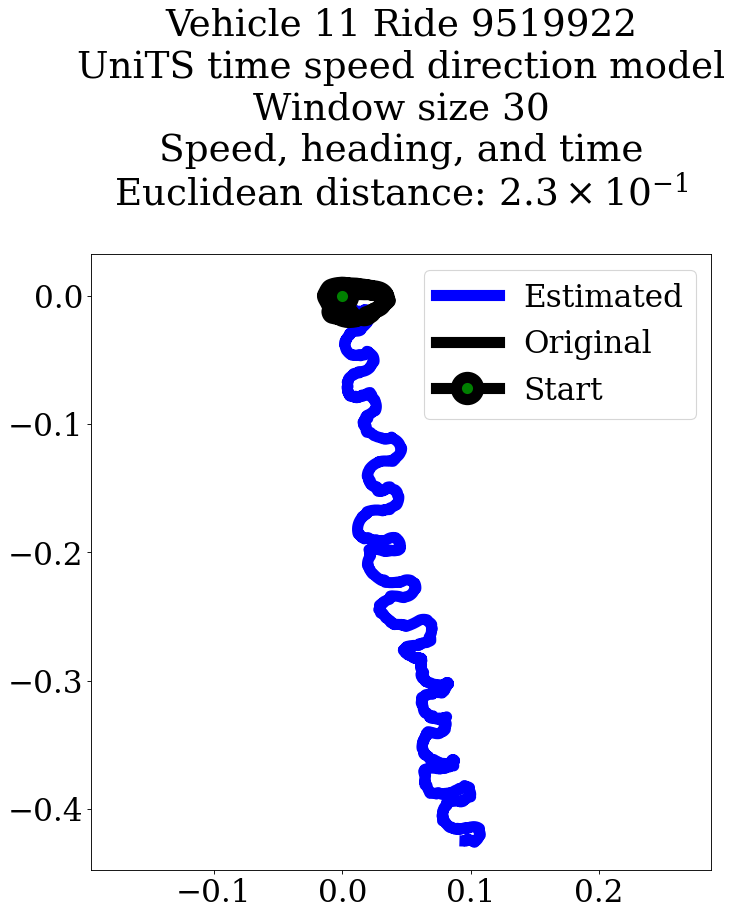 Vehicle 11 Ride 9519922
UniTS time speed direction model
Window size 30
Speed, heading, and time
Euclidean distance: 2.3 × 10⁻¹
Estimated
Original
Start
0.0
−0.1
−0.2
−0.3
−0.4
−0.1 0.0 0.1 0.2